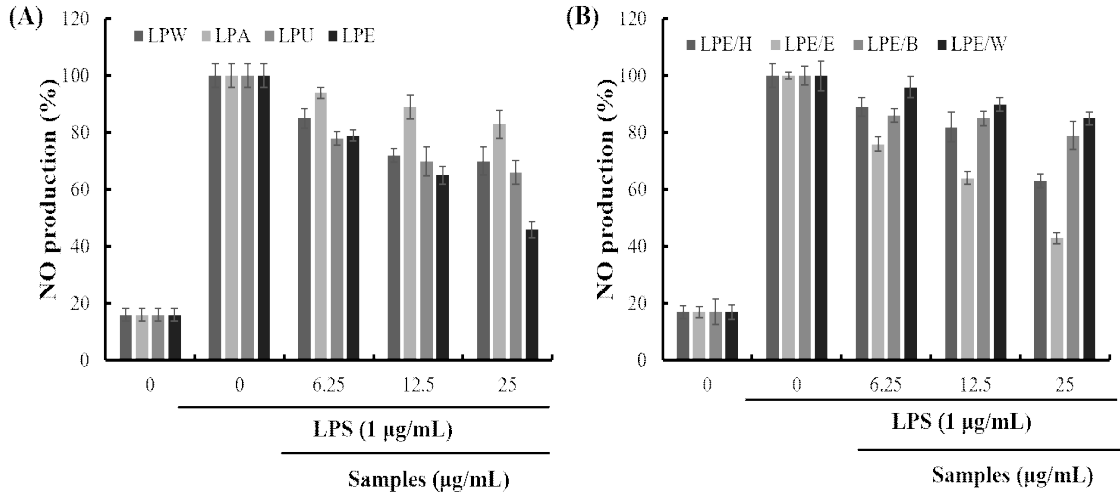 (A)
120
100
80
60
40
20
0
NO production (%)
LPW LPA LPU LPE
0 0 6.25 12.5 25
LPS (1 μg/mL)
Samples (μg/mL)
(B)
120
100
80
60
40
20
0
NO production (%)
LPE/H LPE/E LPE/B LPE/W
0 0 6.25 12.5 25
LPS (1 μg/mL)
Samples (μg/mL)